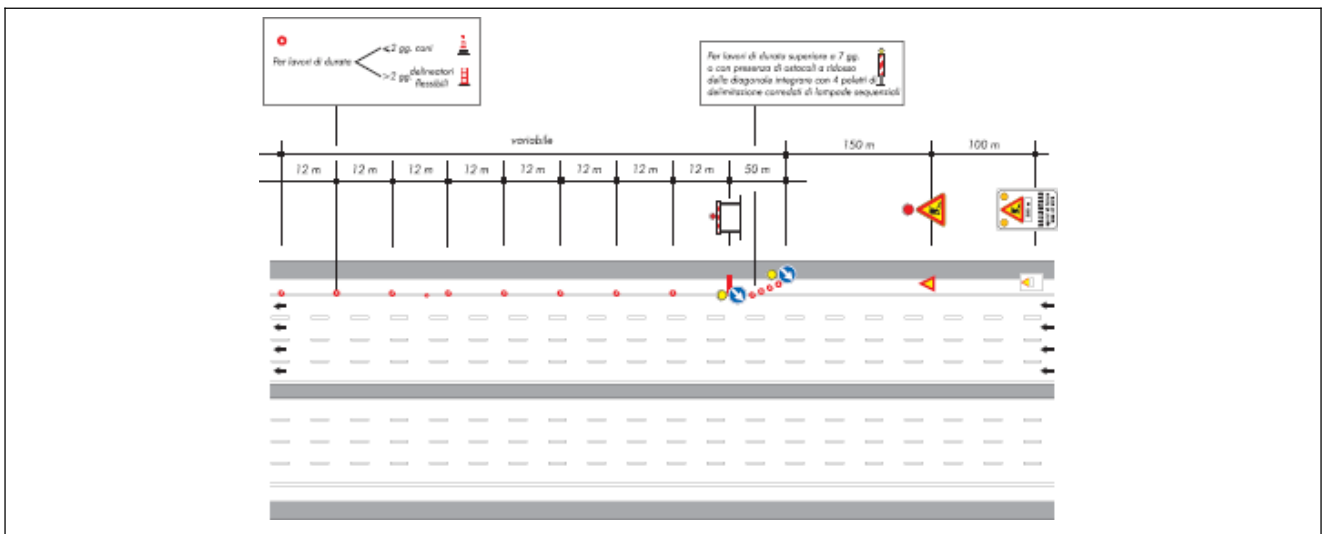 Per lavori di durata
≤2 gg. coni
>2 gg. delineatori
flessibili
Per lavori di durata superiore a 7 gg.
o con presenza di ostacoli a ridosso
della diagonale integrare con 4 paletti di
delimitazione corredati di lampade sequenziali
variabile
150 m
100 m
12 m
12 m
12 m
12 m
12 m
12 m
12 m
12 m
50 m